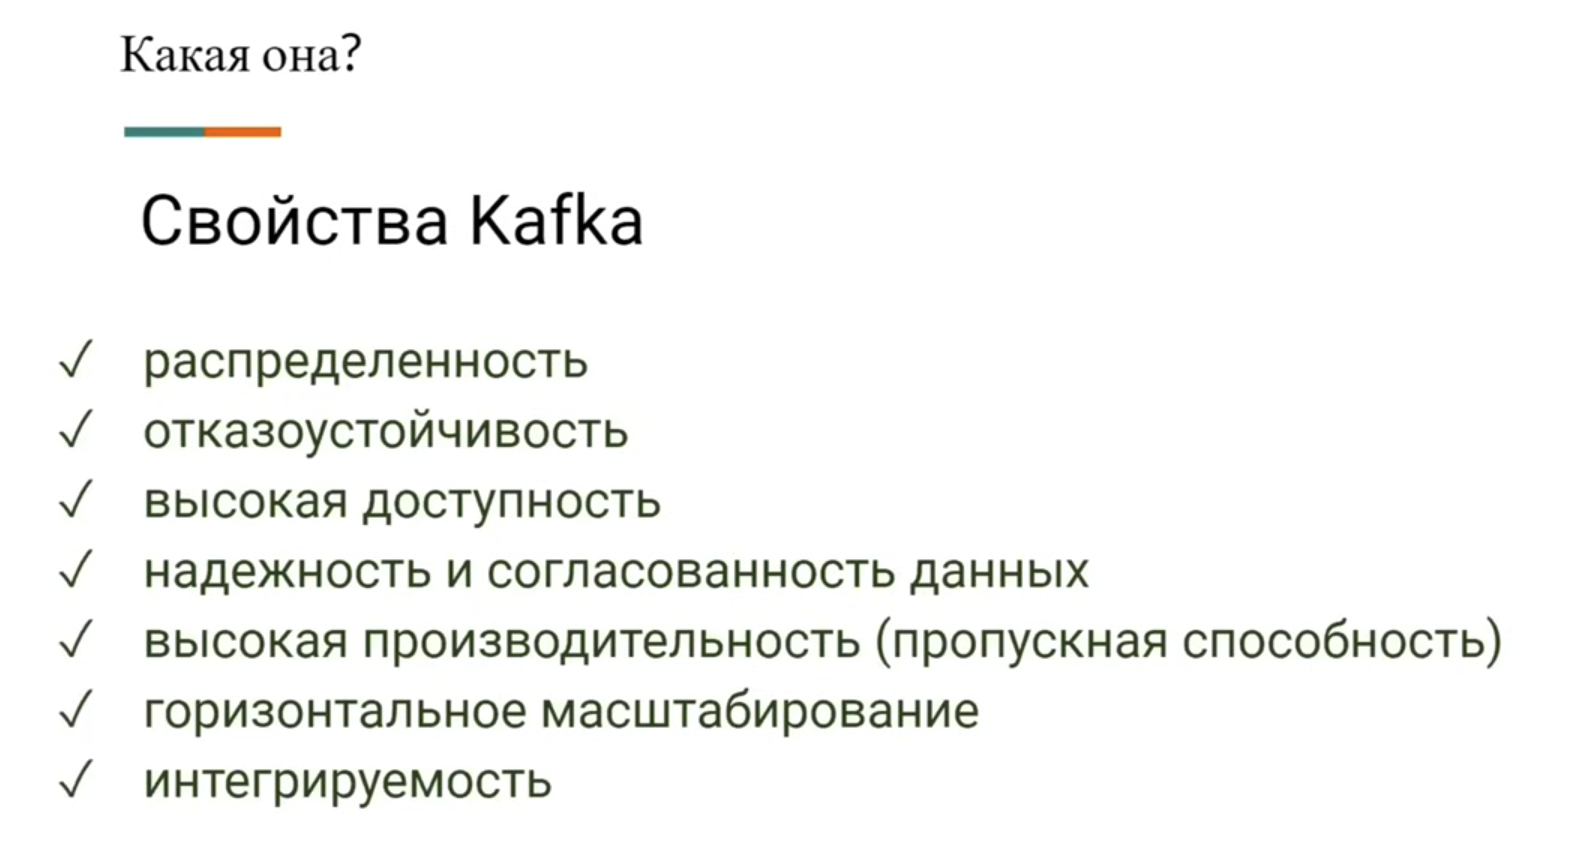 Какая она?
Свойства Kafka
✓ распределенность
✓ отказоустойчивость
✓ высокая доступность
✓ надежность и согласованность данных
✓ высокая производительность (пропускная способность)
✓ горизонтальное масштабирование
✓ интегрируемость